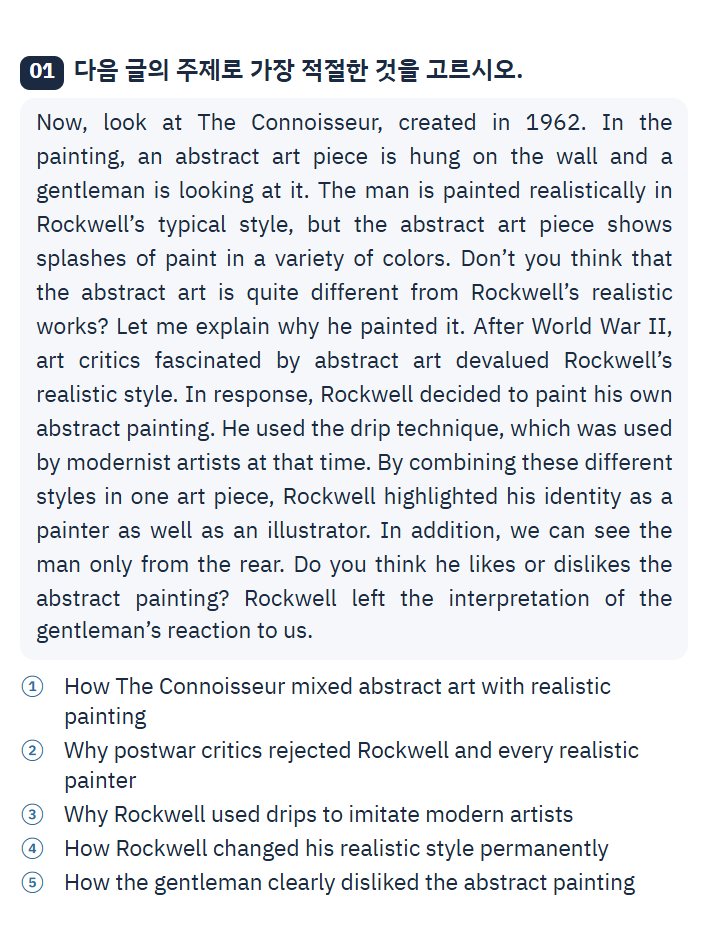 01 다음 글의 주제로 가장 적절한 것을 고르시오.
Now, look at The Connoisseur, created in 1962. In the
painting, an abstract art piece is hung on the wall and a
gentleman is looking at it. The man is painted realistically in
Rockwell's typical style, but the abstract art piece shows
splashes of paint in a variety of colors. Don't you think that
the abstract art is quite different from Rockwell's realistic
works? Let me explain why he painted it. After World War II,
art critics fascinated by abstract art devalued Rockwell's
realistic style. In response, Rockwell decided to paint his own
abstract painting. He used the drip technique, which was used
by modernist artists at that time. By combining these different
styles in one art piece, Rockwell highlighted his identity as a
painter as well as an illustrator. In addition, we can see the
man only from the rear. Do you think he likes or dislikes the
abstract painting? Rockwell left the interpretation of the
gentleman's reaction to us.
① How The Connoisseur mixed abstract art with realistic
painting
② Why postwar critics rejected Rockwell and every realistic
painter
③ Why Rockwell used drips to imitate modern artists
④ How Rockwell changed his realistic style permanently
⑤ How the gentleman clearly disliked the abstract painting